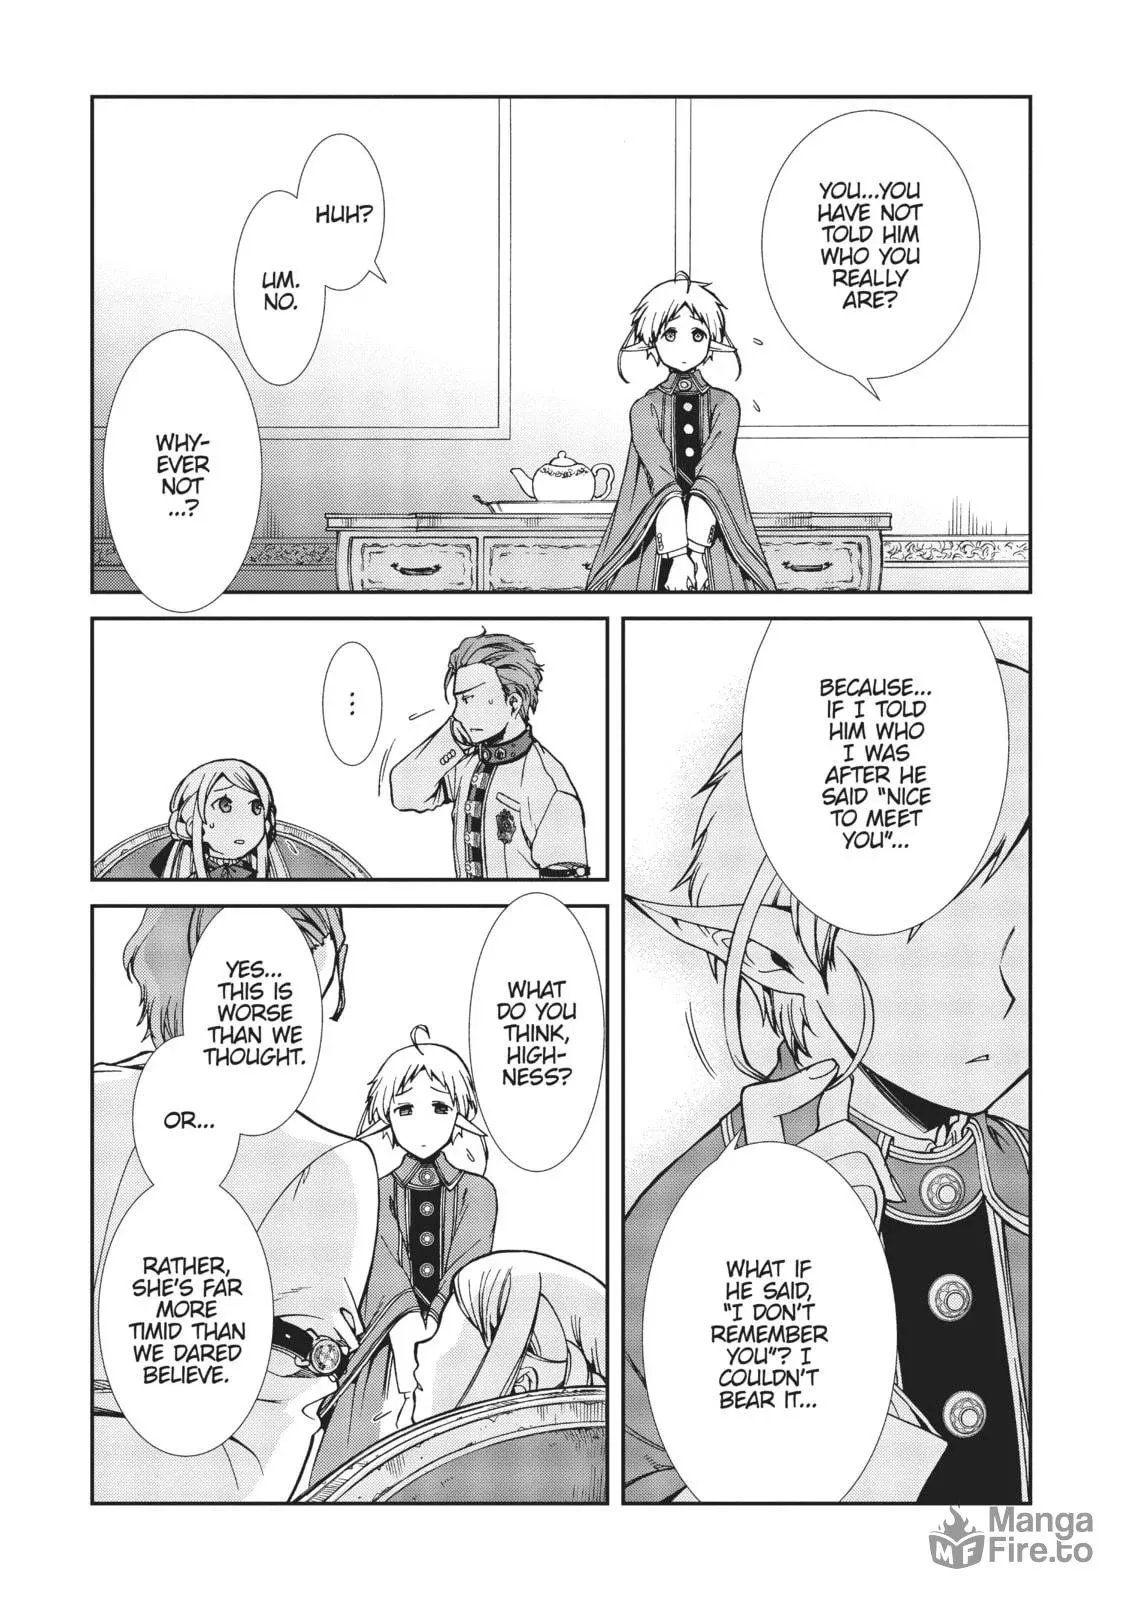 YOU...YOU
HAVE NOT
TOLD HIM
WHO YOU
REALLY
ARE?
HUH?
UM.
NO.
WHY-
EVER
NOT
...?
BECAUSE...
IF I TOLD
HIM WHO
I WAS
AFTER HE
SAID "NICE
TO MEET
YOU"...
WHAT IF
HE SAID,
"I DON'T
REMEMBER
YOU"? I
COULDN'T
BEAR IT...
...
WHAT
DO YOU
THINK,
HIGH-
NESS?
YES...
THIS IS
WORSE
THAN WE
THOUGHT.
OR...
RATHER,
SHE'S FAR
MORE
TIMID THAN
WE DARED
BELIEVE.
MF
Manga
Fire.to